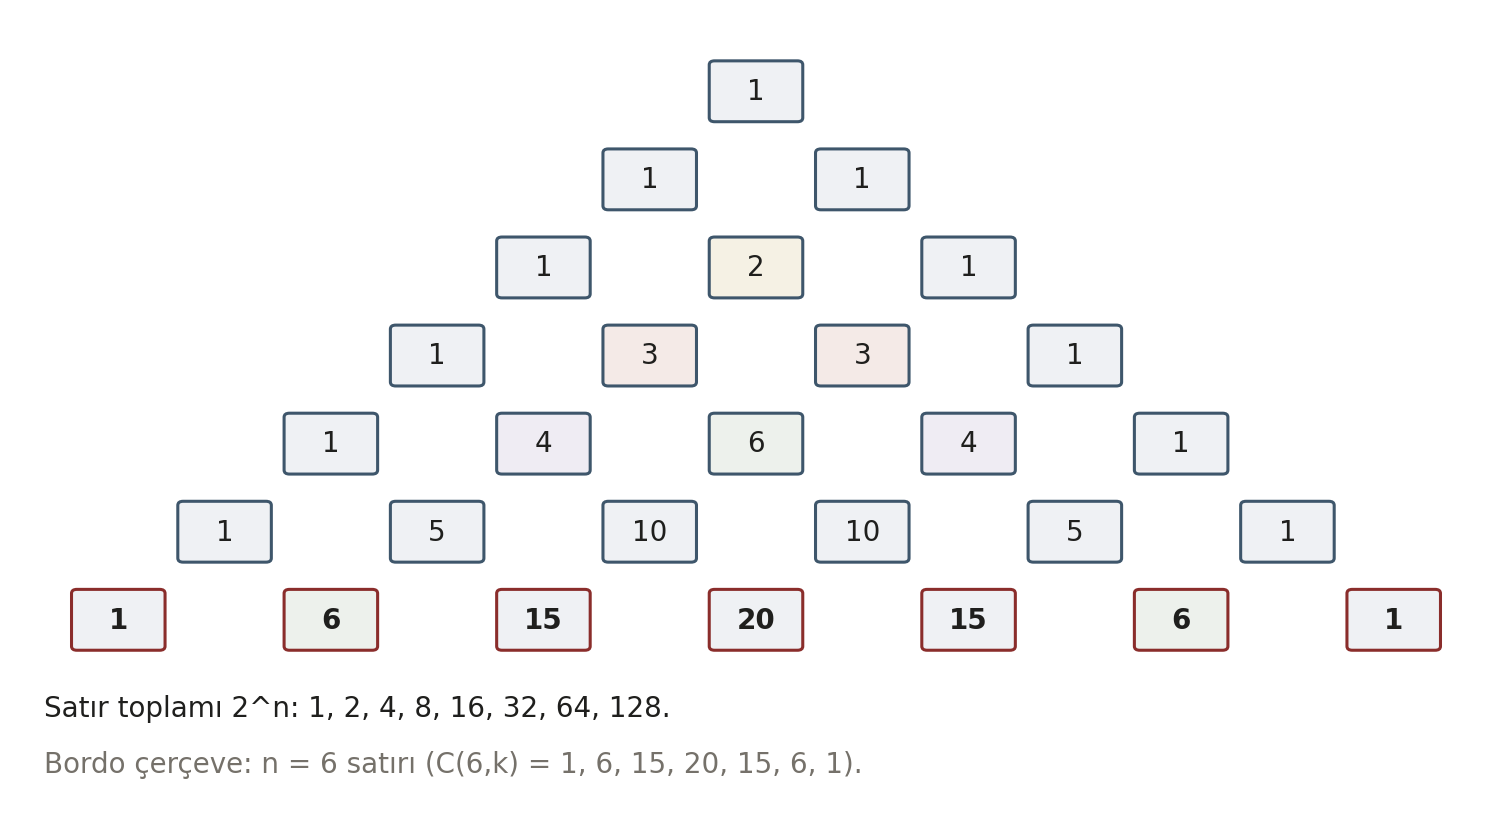 1
1 1
1 2 1
1 3 3 1
1 4 6 4 1
1 5 10 10 5 1
1 6 15 20 15 6 1
Satır toplamı 2^n: 1, 2, 4, 8, 16, 32, 64, 128.
Bordo çerçeve: n = 6 satırı (C(6,k) = 1, 6, 15, 20, 15, 6, 1).